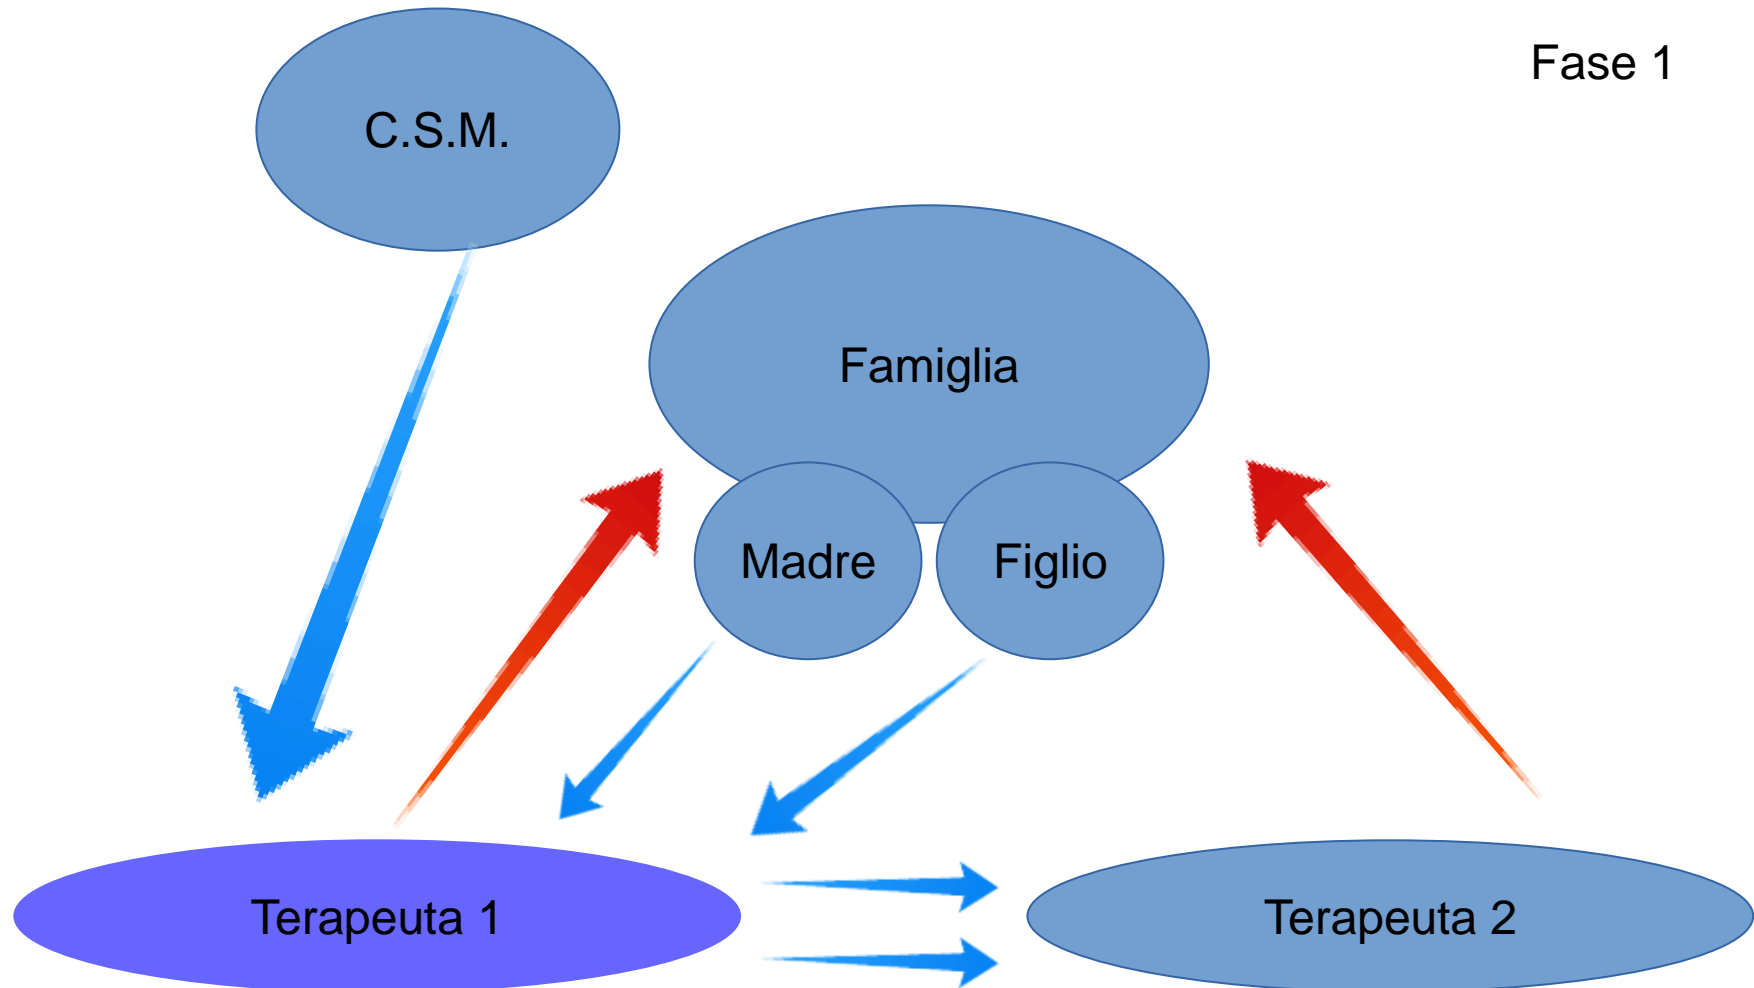 Fase 1
C.S.M.
Famiglia
Madre
Figlio
Terapeuta 1
Terapeuta 2